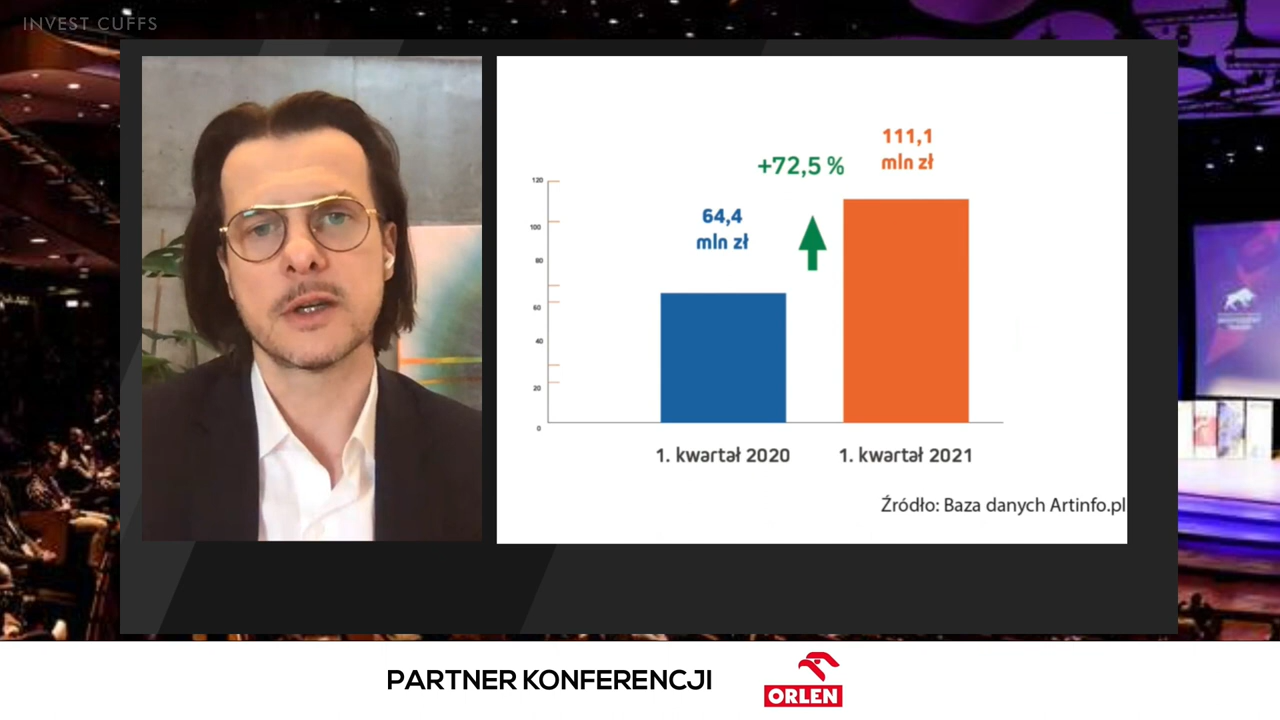 INVEST CUFFS
111,1
mln zł
+72,5 %
64,4
mln zł
120
100
80
60
40
20
0
1. kwartał 2020
1. kwartał 2021
Źródło: Baza danych Artinfo.pl
PARTNER KONFERENCJI
ORLEN